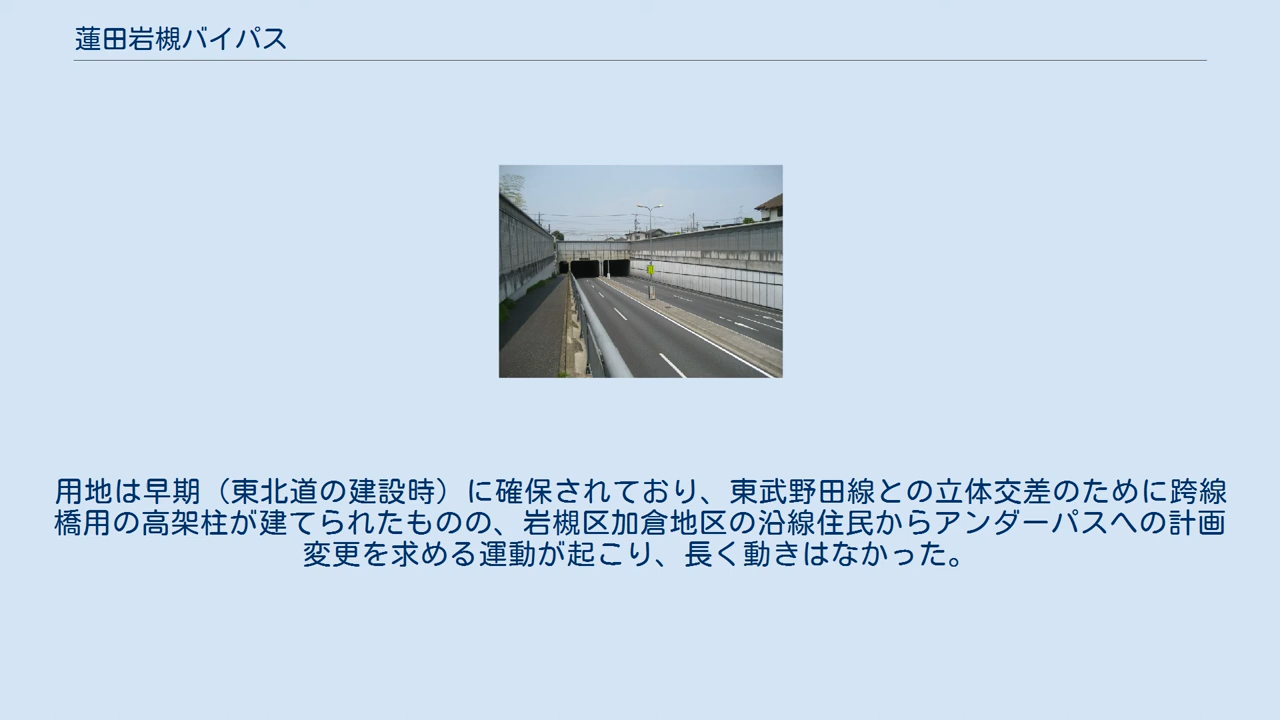 蓮田岩槻バイパス
用地は早期（東北道の建設時）に確保されており、東武野田線との立体交差のために跨線
橋用の高架柱が建てられたものの、岩槻区加倉地区の沿線住民からアンダーパスへの計画
変更を求める運動が起こり、長く動きはなかった。